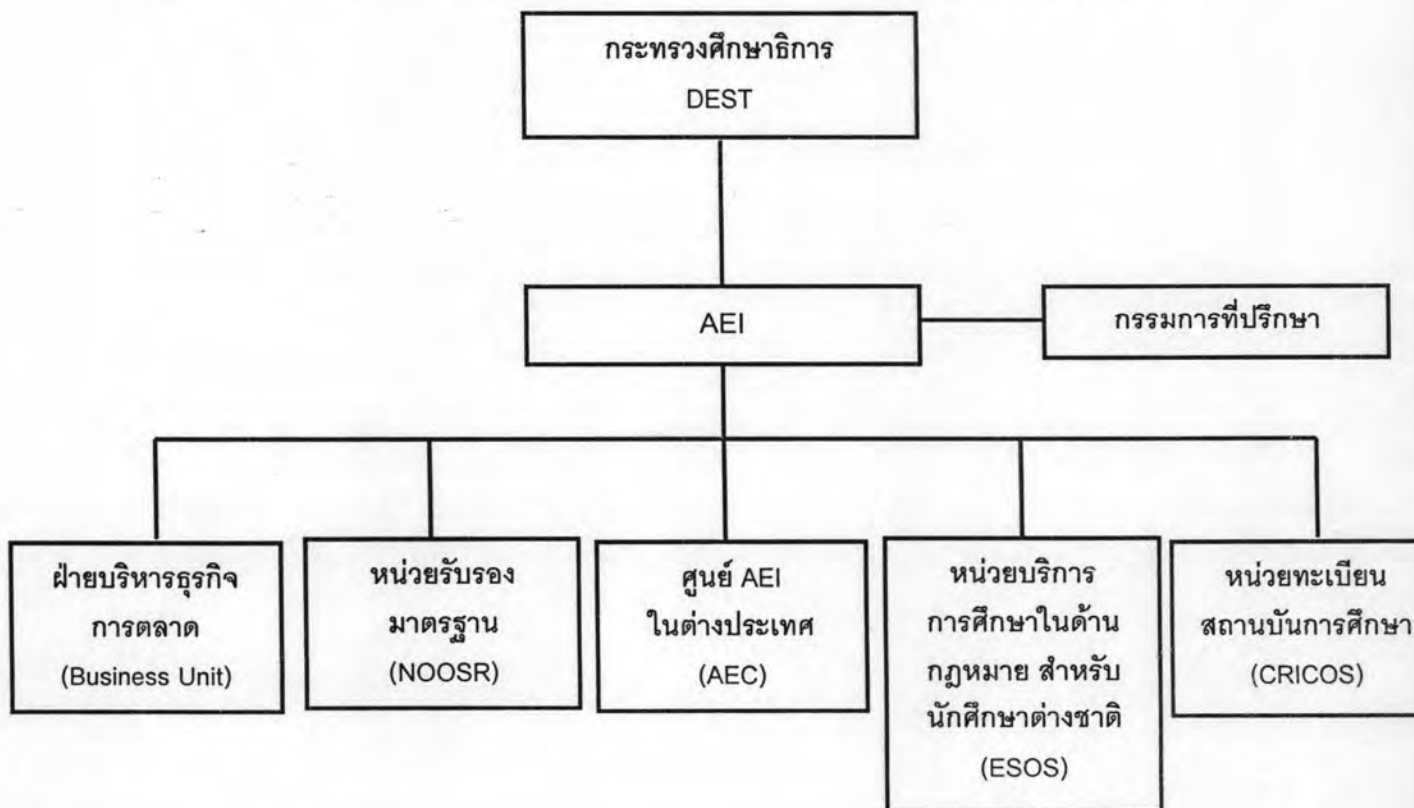 กระทรวงศึกษาธิการ
DEST
AEI
กรรมการที่ปรึกษา
ฝ่ายบริหารธุรกิจ
การตลาด
(Business Unit)
หน่วยรับรอง
มาตรฐาน
(NOOSR)
ศูนย์ AEI
ในต่างประเทศ
(AEC)
หน่วยบริการ
การศึกษาในด้าน
กฎหมาย สำหรับ
นักศึกษาต่างชาติ
(ESOS)
หน่วยทะเบียน
สถานบันการศึกษา
(CRICOS)